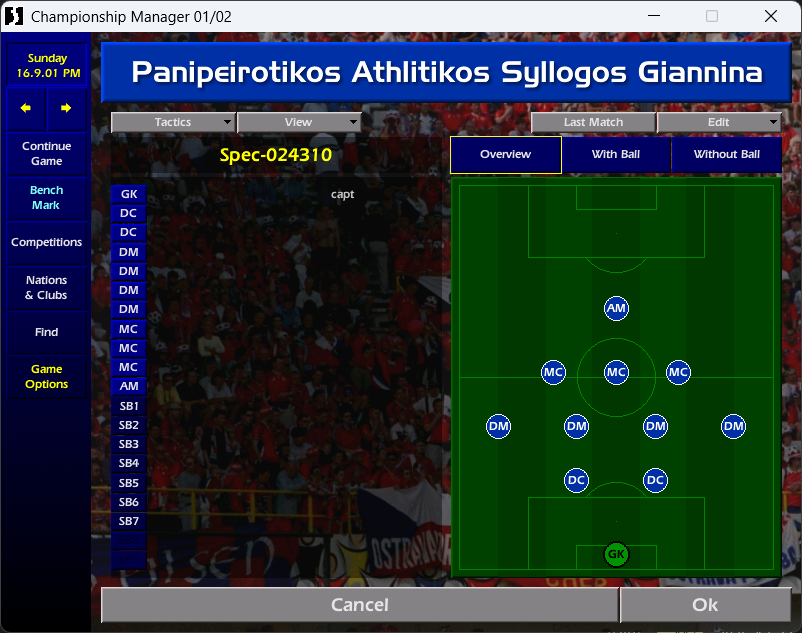 Championship Manager 01/02
Sunday
16.9.01 PM
Continue
Game
Bench
Mark
Competitions
Nations
& Clubs
Find
Game
Options
Panipeirotikos Athlitikos Syllogos Giannina
Tactics
View
Last Match
Edit
Spec-024310
Overview
With Ball
Without Ball
GK
capt
DC
DC
DM
DM
DM
DM
MC
MC
MC
AM
SB1
SB2
SB3
SB4
SB5
SB6
SB7
AM
MC MC MC
DM DM DM DM
DC DC
GK
Cancel
Ok